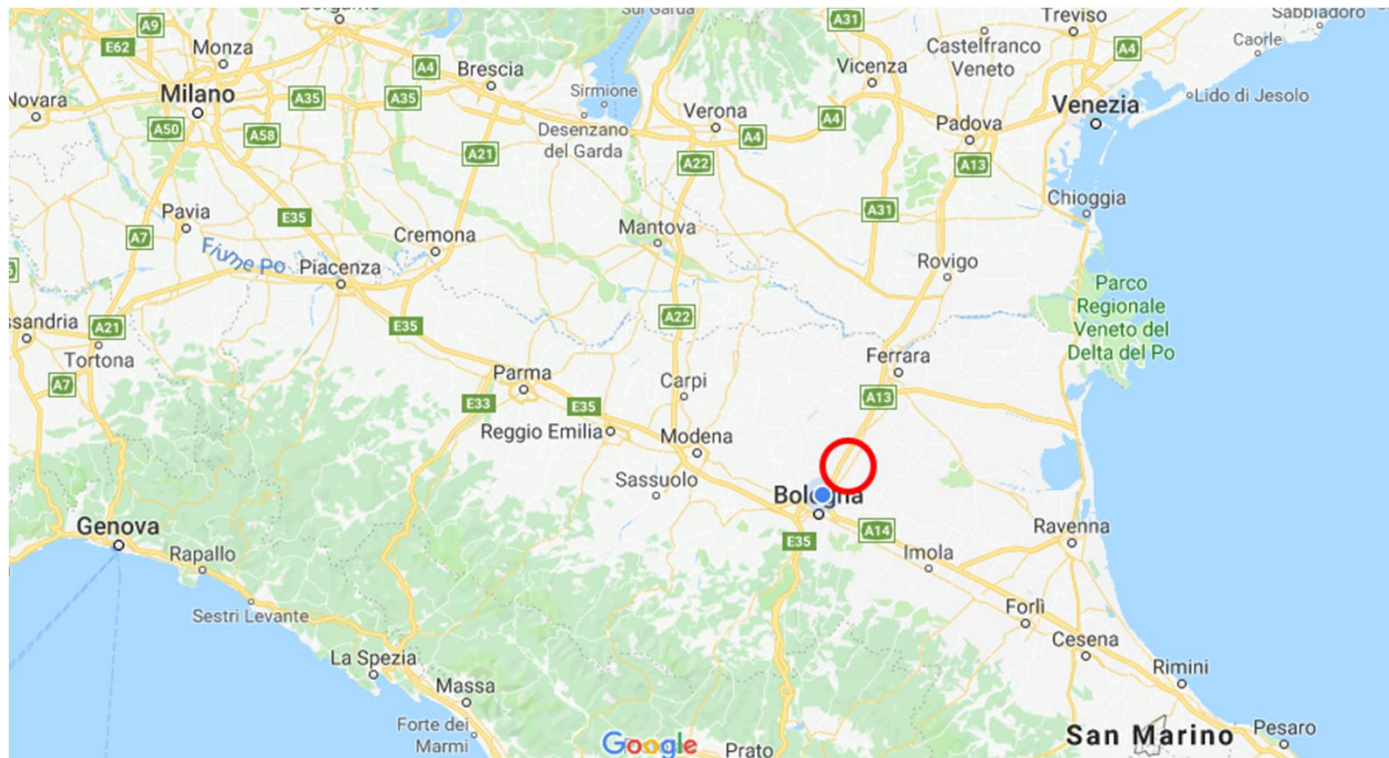 Bergamo
Sul Garda
A31
Treviso
Sabbiadoro
A9
E62
Monza
A4
Brescia
Castelfranco
Veneto
A4
Caorle
Novara
Milano
A35
A35
Sirmione
Verona
Vicenza
Venezia
Lido di Jesolo
A50
A58
Desenzano
del Garda
A4
A4
Padova
A21
A22
A13
Pavia
E35
A31
Chioggia
A7
Fiume Po
Piacenza
Cremona
Mantova
Rovigo
Parco
Regionale
Veneto del
Delta del Po
ssandria
A21
E35
A22
Tortona
Ferrara
A7
Parma
Carpi
E33
E35
A13
Reggio Emilia
Modena
Sassuolo
Bologna
Genova
Rapallo
E35
A14
Imola
Ravenna
Sestri Levante
Forlì
La Spezia
Cesena
Massa
Rimini
Forte dei
Marmi
Google
Prato
San Marino
Pesaro